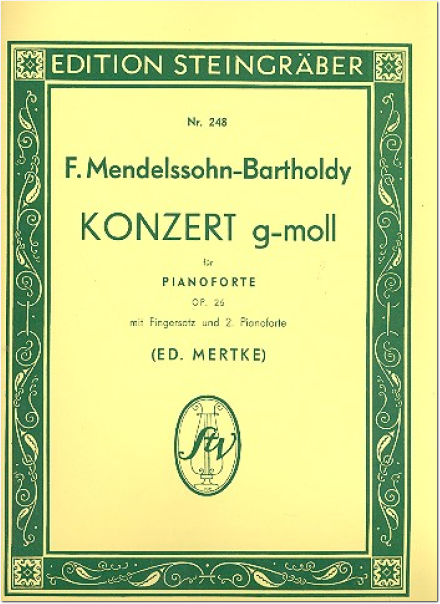 EDITION STEINGRÄBER
Nr. 248
F. Mendelssohn-Bartholdy
KONZERT g-moll
für
PIANOFORTE
OP. 26
mit Fingersatz und 2. Pianoforte
(ED. MERTKE)
StV